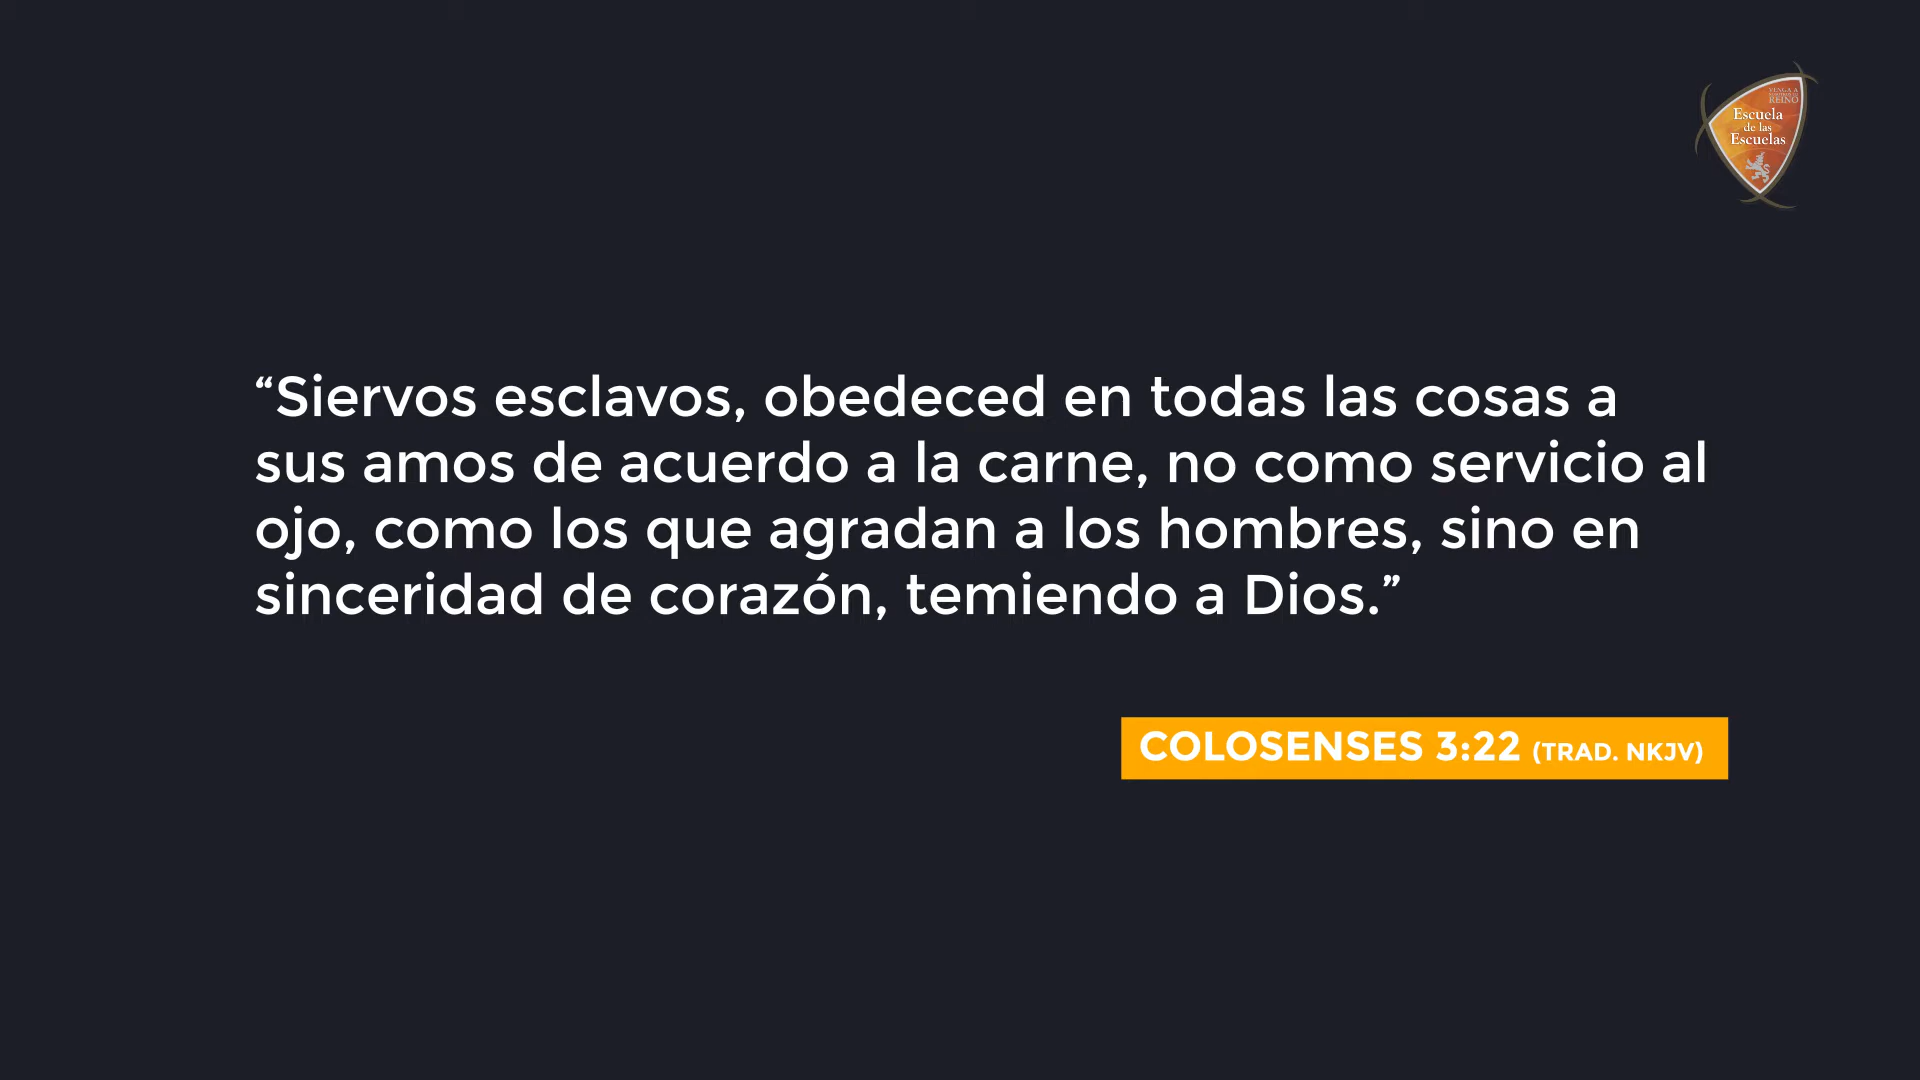 VENGA A
REINO
Escuela
de las
Escuelas
“Siervos esclavos, obedeced en todas las cosas a
sus amos de acuerdo a la carne, no como servicio al
ojo, como los que agradan a los hombres, sino en
sinceridad de corazón, temiendo a Dios.”
COLOSENSES 3:22 (TRAD. NKJV)